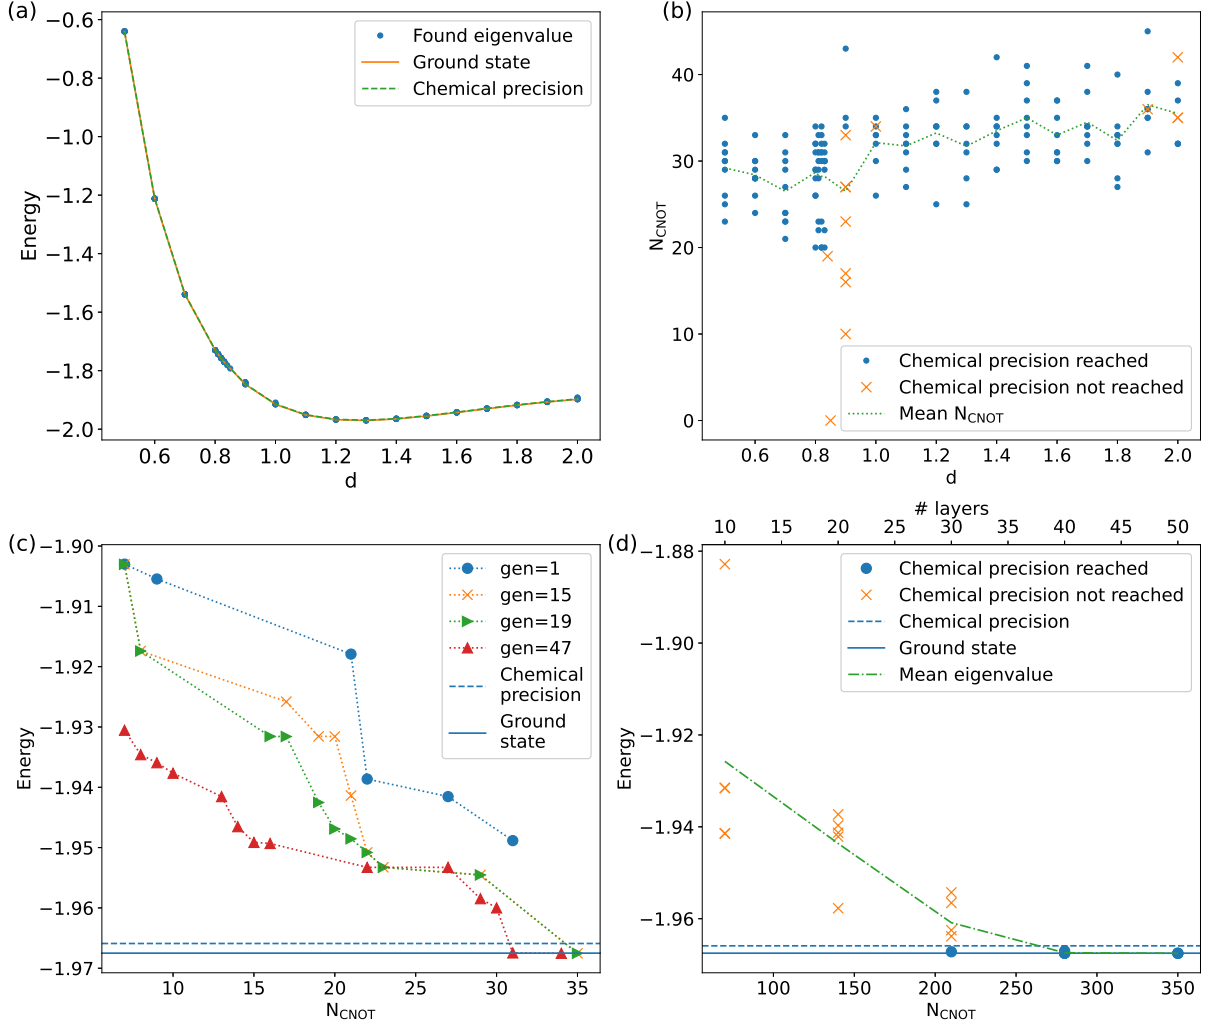 (a)
−0.6
−0.8
−1.0
−1.2
−1.4
−1.6
−1.8
−2.0
Energy
Found eigenvalue
Ground state
Chemical precision
0.6 0.8 1.0 1.2 1.4 1.6 1.8 2.0
d
(b)
40
30
20
10
0
N_CNOT
Chemical precision reached
Chemical precision not reached
Mean N_CNOT
0.6 0.8 1.0 1.2 1.4 1.6 1.8 2.0
d
(c)
−1.90
−1.91
−1.92
−1.93
−1.94
−1.95
−1.96
−1.97
Energy
gen=1
gen=15
gen=19
gen=47
Chemical
precision
Ground
state
10 15 20 25 30 35
N_CNOT
# layers
10 15 20 25 30 35 40 45 50
(d)
−1.88
−1.90
−1.92
−1.94
−1.96
Energy
Chemical precision reached
Chemical precision not reached
Chemical precision
Ground state
Mean eigenvalue
100 150 200 250 300 350
N_CNOT